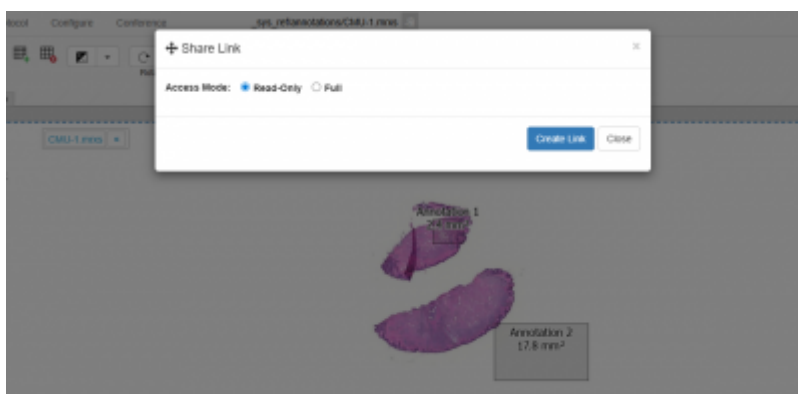 Configure Conference
Share Link ×
Access Mode: Read-Only Full
CMU-1.mrxs
Create Link Close
Annotation 1
Annotation 2
17.8 mm²